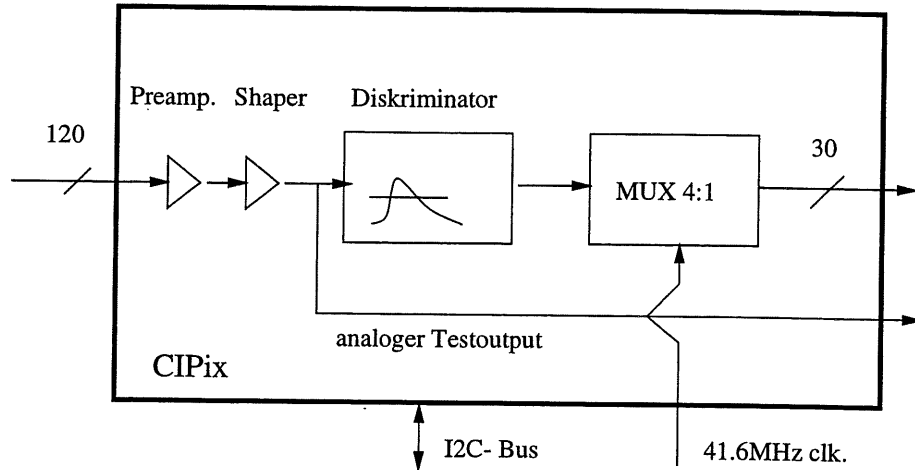 Preamp. Shaper Diskriminator
120
30
MUX 4:1
analoger Testoutput
CIPix
I2C- Bus
41.6MHz clk.